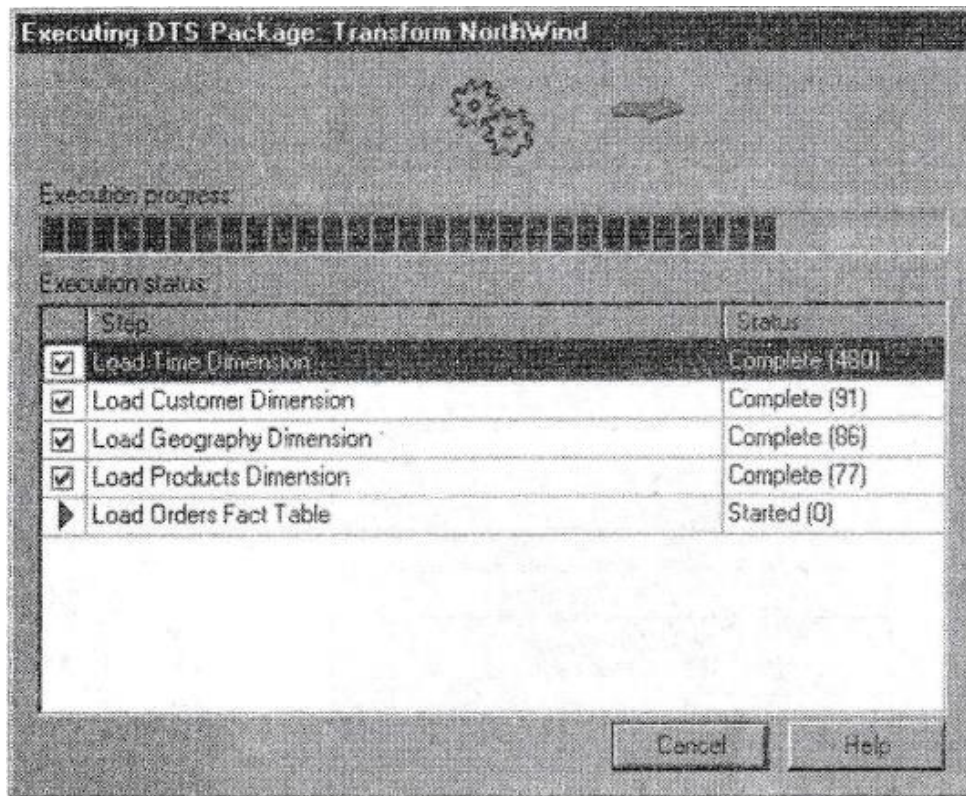 Executing DTS Package: Transform NorthWind
Execution progress:
Execution status:
Step Status
Load Time Dimension Complete (480)
Load Customer Dimension Complete (91)
Load Geography Dimension Complete (86)
Load Products Dimension Complete (77)
Load Orders Fact Table Started (0)
Cancel Help